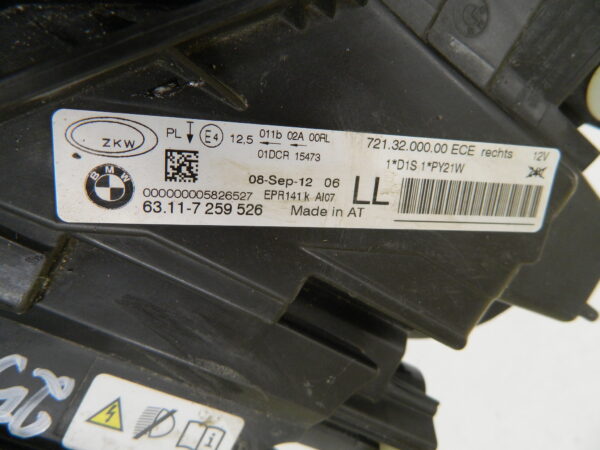 ZKW
PL E4 12,5 011b 02A 00RL
01DCR 15473
721.32.000.00 ECE rechts 12V
1*D1S 1*PY21W 24V
BMW
08-Sep-12 06
000000005826527 EPR141.k AI07
LL
63.11-7 259 526 Made in AT